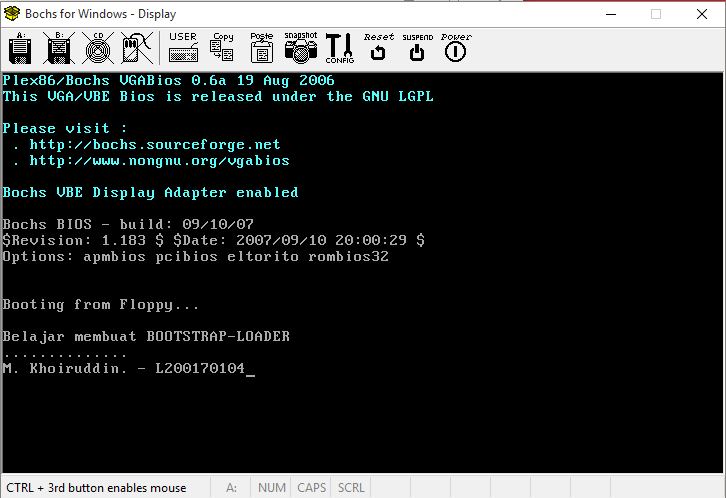 Bochs for Windows - Display
A: B: CD USER Copy Paste snapshot CONFIG Reset SUSPEND Power
Plex86/Bochs VGABios 0.6a 19 Aug 2006
This VGA/VBE Bios is released under the GNU LGPL
Please visit :
. http://bochs.sourceforge.net
. http://www.nongnu.org/vgabios
Bochs VBE Display Adapter enabled
Bochs BIOS - build: 09/10/07
$Revision: 1.183 $ $Date: 2007/09/10 20:00:29 $
Options: apmbios pcibios eltorito rombios32
Booting from Floppy...
Belajar membuat BOOTSTRAP-LOADER
..............
M. Khoiruddin. - L200170104_
CTRL + 3rd button enables mouse A: NUM CAPS SCRL